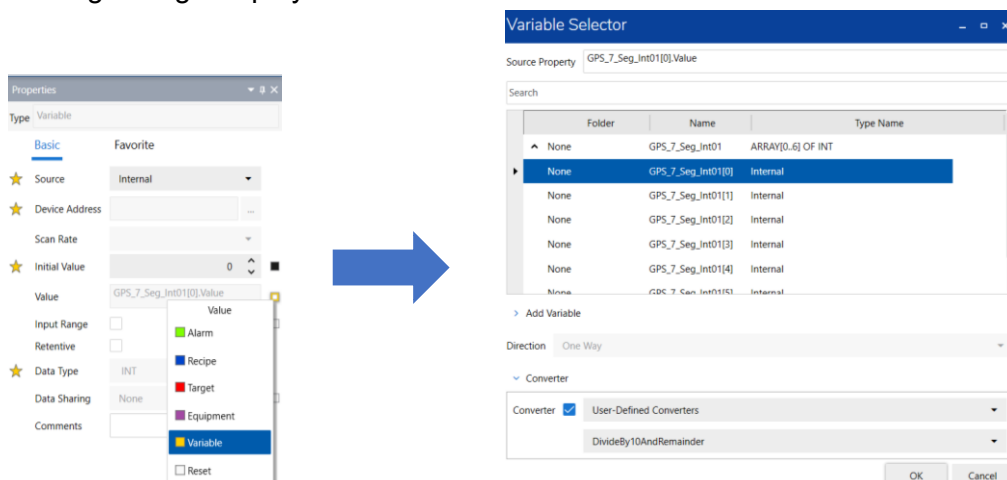 Variable Selector
Source Property GPS_7_Seg_Int01[0].Value
Search
Folder Name Type Name
None GPS_7_Seg_Int01 ARRAY[0..6] OF INT
None GPS_7_Seg_Int01[0] Internal
None GPS_7_Seg_Int01[1] Internal
None GPS_7_Seg_Int01[2] Internal
None GPS_7_Seg_Int01[3] Internal
None GPS_7_Seg_Int01[4] Internal
None GPS_7_Seg_Int01[5] Internal
Add Variable
Direction One Way
Converter
Converter User-Defined Converters
DivideBy10AndRemainder
OK Cancel
Properties
Type Variable
Basic Favorite
Source Internal
Device Address ...
Scan Rate
Initial Value 0
Value GPS_7_Seg_Int01[0].Value
Input Range
Retentive
Data Type INT
Data Sharing None
Comments
Value
Alarm
Recipe
Target
Equipment
Variable
Reset